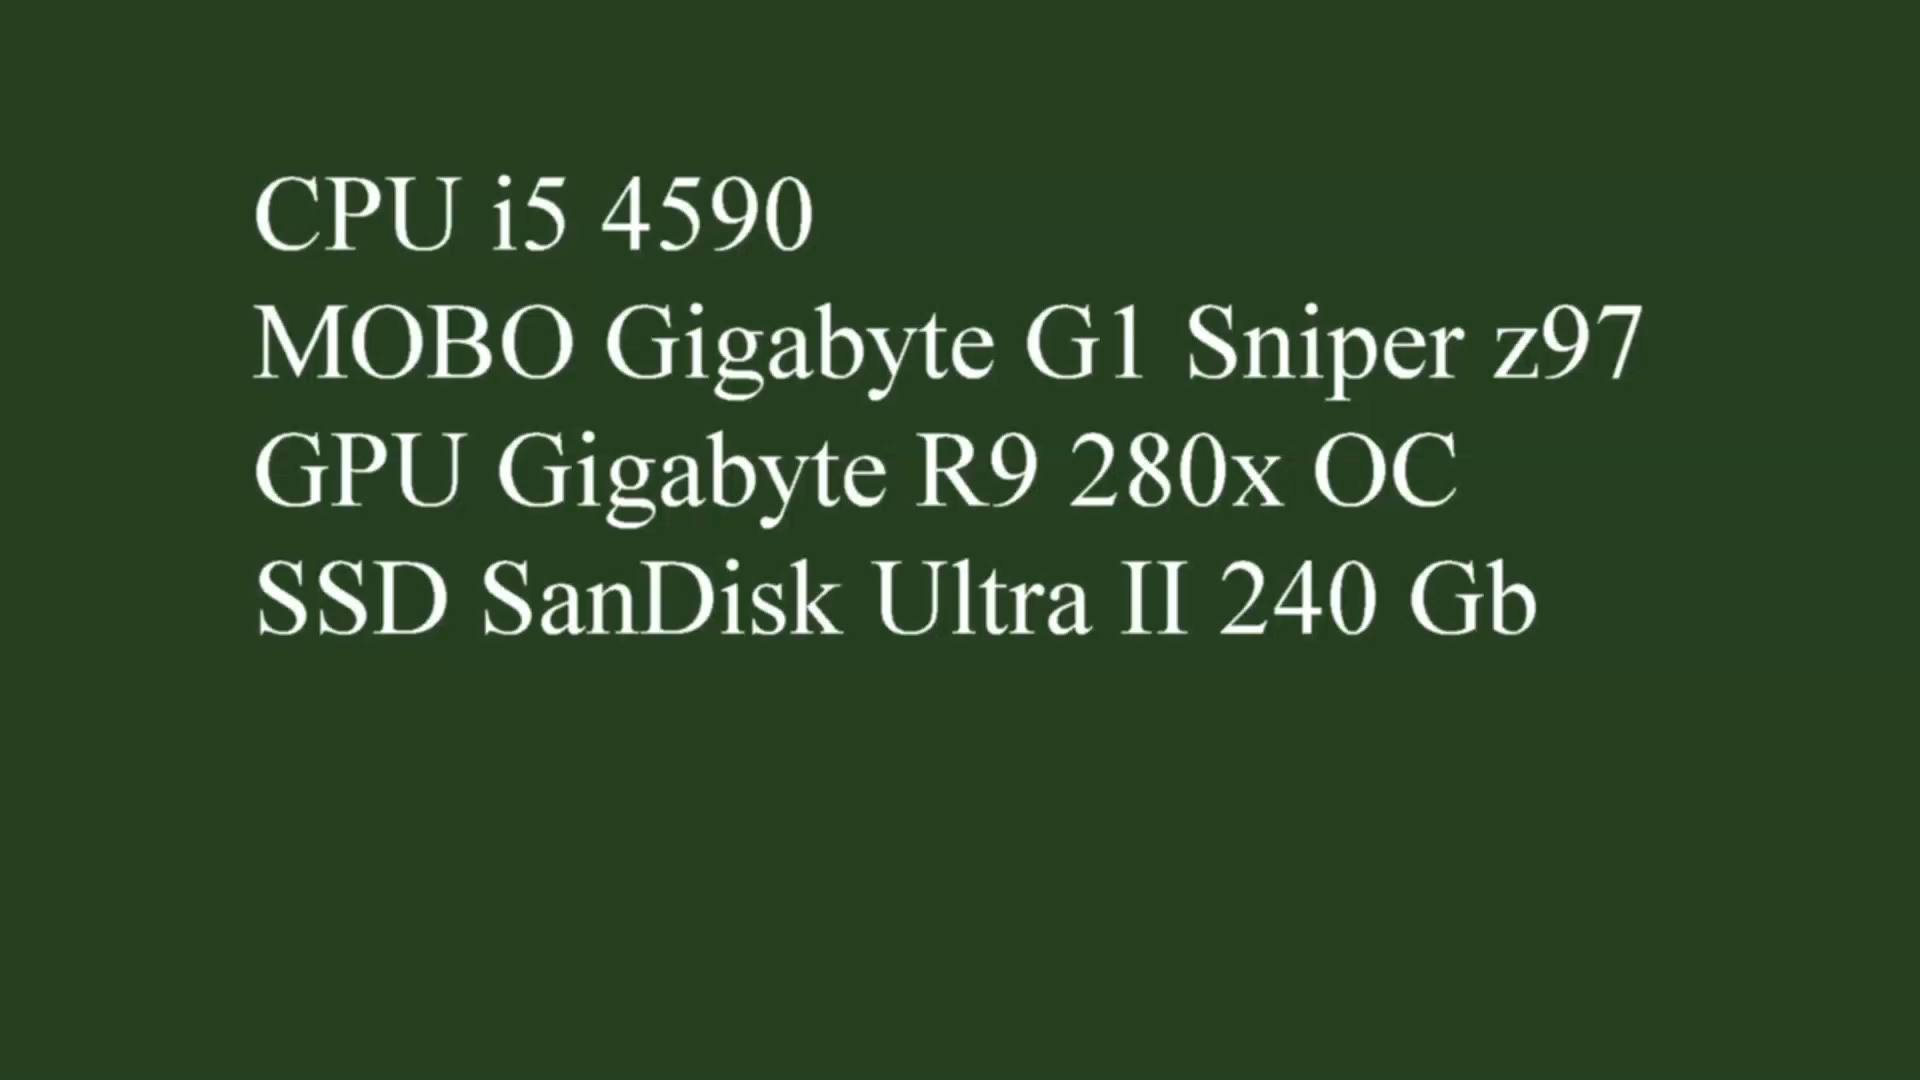 CPU i5 4590
MOBO Gigabyte G1 Sniper z97
GPU Gigabyte R9 280x OC
SSD SanDisk Ultra II 240 Gb